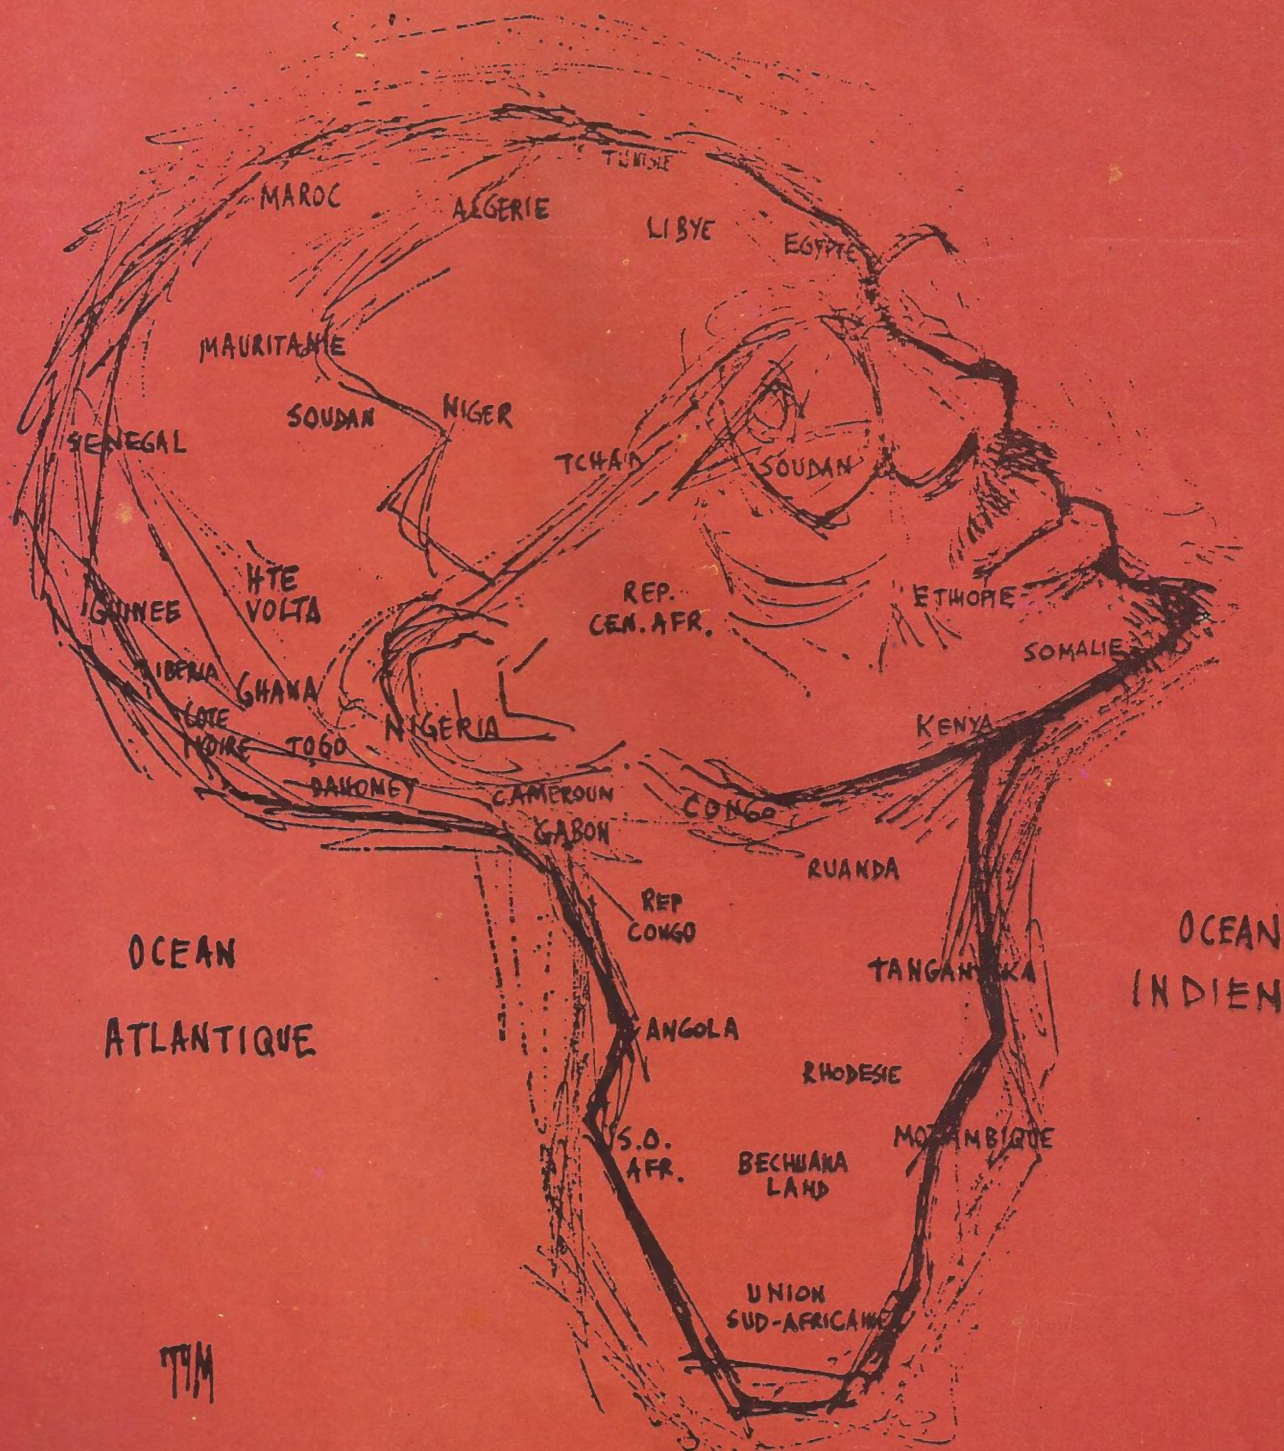 TUNISIE
MAROC
ALGERIE
LIBYE
EGYPTE
MAURITANIE
SOUDAN
NIGER
SENEGAL
TCHAD
SOUDAN
HTE
VOLTA
GUINEE
REP.
CEN. AFR.
ETHIOPIE
SOMALIE
LIBERIA
GHANA
COTE
IVOIRE
TOGO
NIGERIA
KENYA
DAHOMEY
CAMEROUN
CONGO
GABON
RUANDA
REP
CONGO
OCEAN
ATLANTIQUE
OCEAN
INDIEN
TANGANYKA
ANGOLA
RHODESIE
S.O.
AFR.
BECHUANA
LAND
MOZAMBIQUE
UNION
SUD-AFRICAINE
TIM